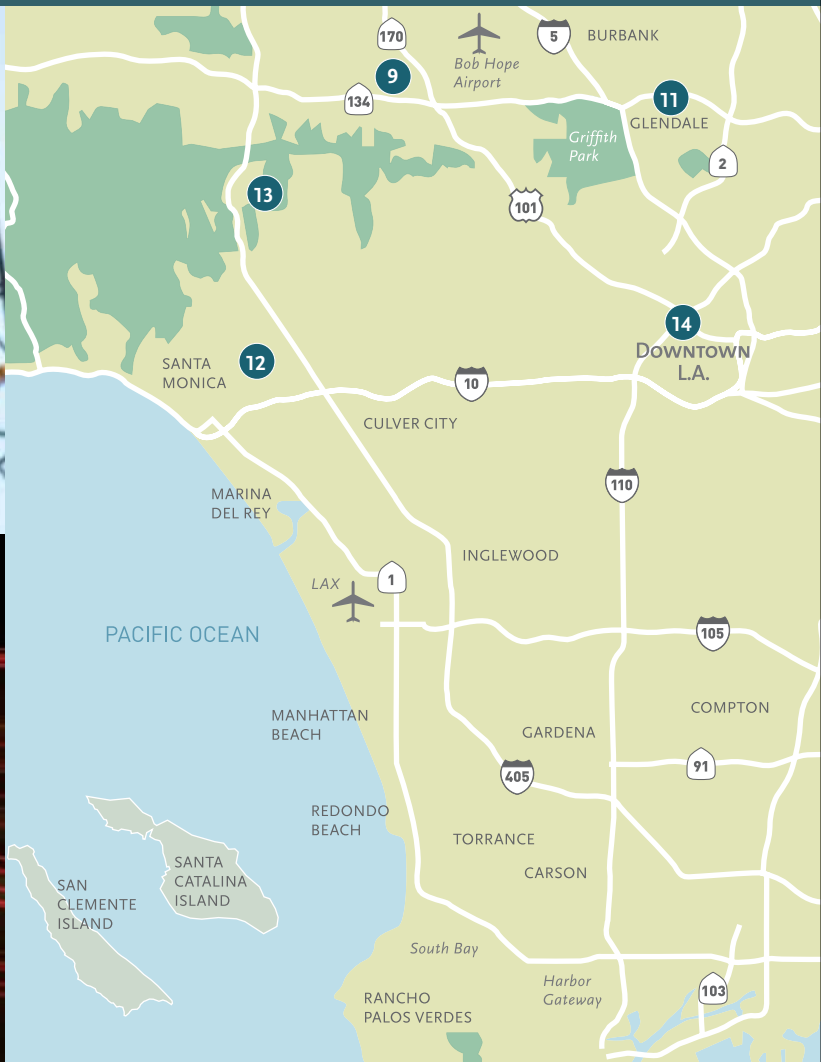 170
5
BURBANK
Bob Hope
Airport
9
134
11
GLENDALE
Griffith
Park
2
13
101
14
DOWNTOWN
L.A.
SANTA
MONICA
12
10
CULVER CITY
110
MARINA
DEL REY
INGLEWOOD
LAX
1
PACIFIC OCEAN
105
MANHATTAN
BEACH
COMPTON
GARDENA
91
405
REDONDO
BEACH
TORRANCE
CARSON
SANTA
CATALINA
ISLAND
SAN
CLEMENTE
ISLAND
South Bay
Harbor
Gateway
103
RANCHO
PALOS VERDES